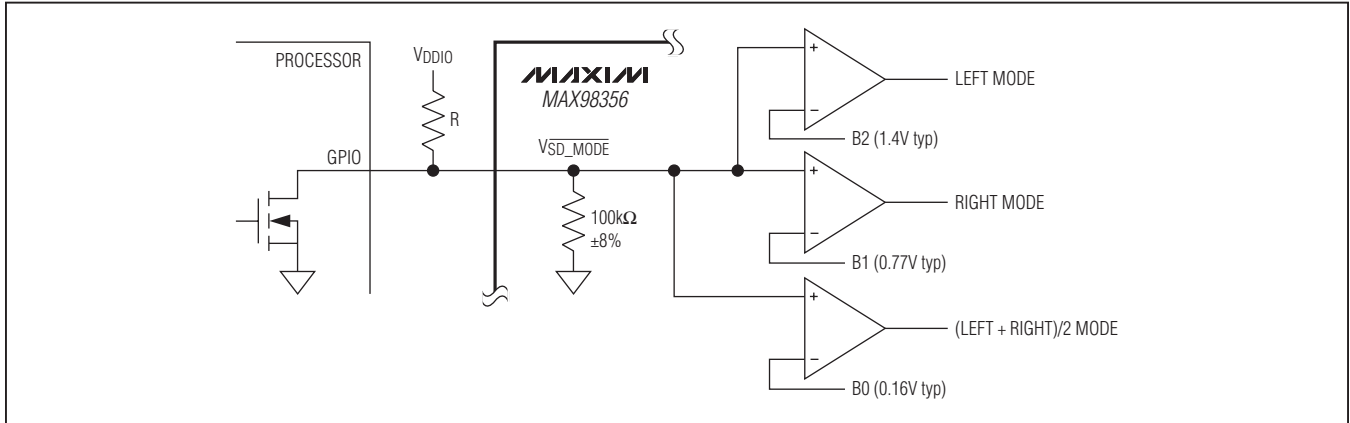 PROCESSOR
VDDIO
R
GPIO
MAXIM
MAX98356
VSD_MODE
100kΩ
±8%
+
−
LEFT MODE
B2 (1.4V typ)
+
−
RIGHT MODE
B1 (0.77V typ)
+
−
(LEFT + RIGHT)/2 MODE
B0 (0.16V typ)